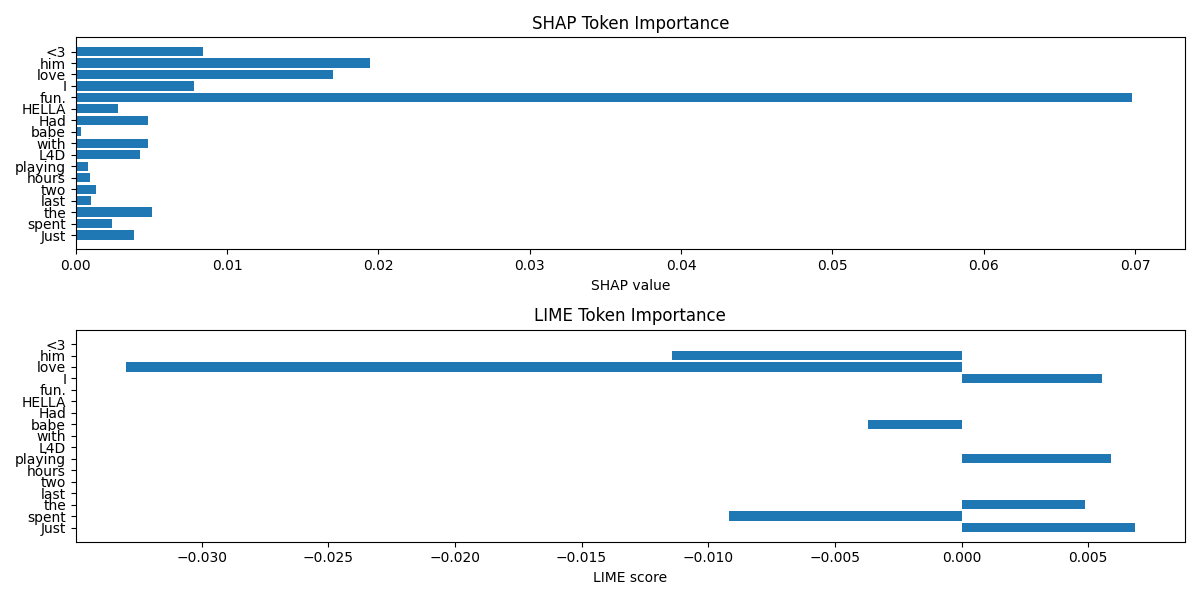 SHAP Token Importance
<3
him
love
I
fun.
HELLA
Had
babe
with
L4D
playing
hours
two
last
the
spent
Just
0.00 0.01 0.02 0.03 0.04 0.05 0.06 0.07
SHAP value
LIME Token Importance
<3
him
love
I
fun.
HELLA
Had
babe
with
L4D
playing
hours
two
last
the
spent
Just
−0.030 −0.025 −0.020 −0.015 −0.010 −0.005 0.000 0.005
LIME score